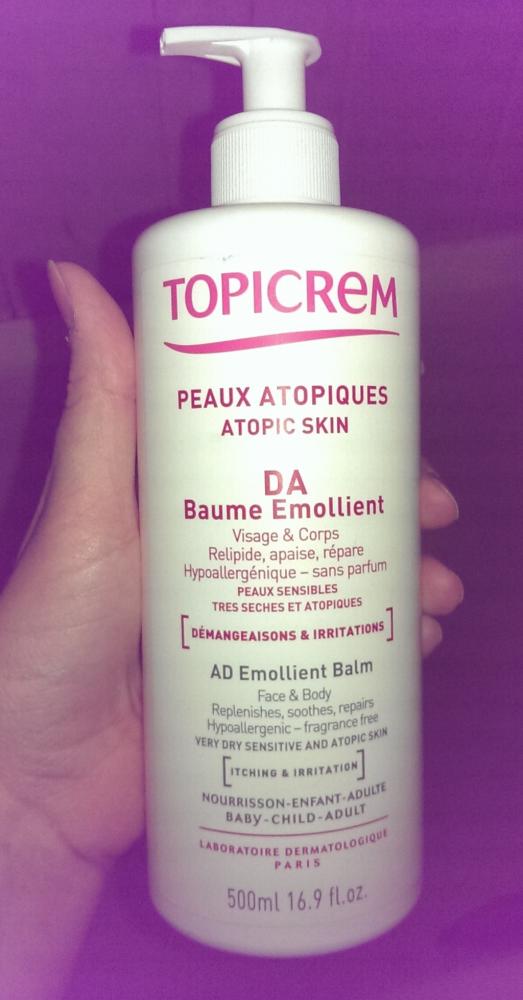 TOPICREM
PEAUX ATOPIQUES
ATOPIC SKIN
DA
Baume Emollient
Visage & Corps
Relipide, apaise, répare
Hypoallergénique – sans parfum
PEAUX SENSIBLES
TRES SECHES ET ATOPIQUES
[DÉMANGEAISONS & IRRITATIONS]
AD Emollient Balm
Face & Body
Replenishes, soothes, repairs
Hypoallergenic – fragrance free
VERY DRY SENSITIVE AND ATOPIC SKIN
[ITCHING & IRRITATION]
NOURRISSON-ENFANT-ADULTE
BABY-CHILD-ADULT
LABORATOIRE DERMATOLOGIQUE
PARIS
500ml 16.9 fl.oz.